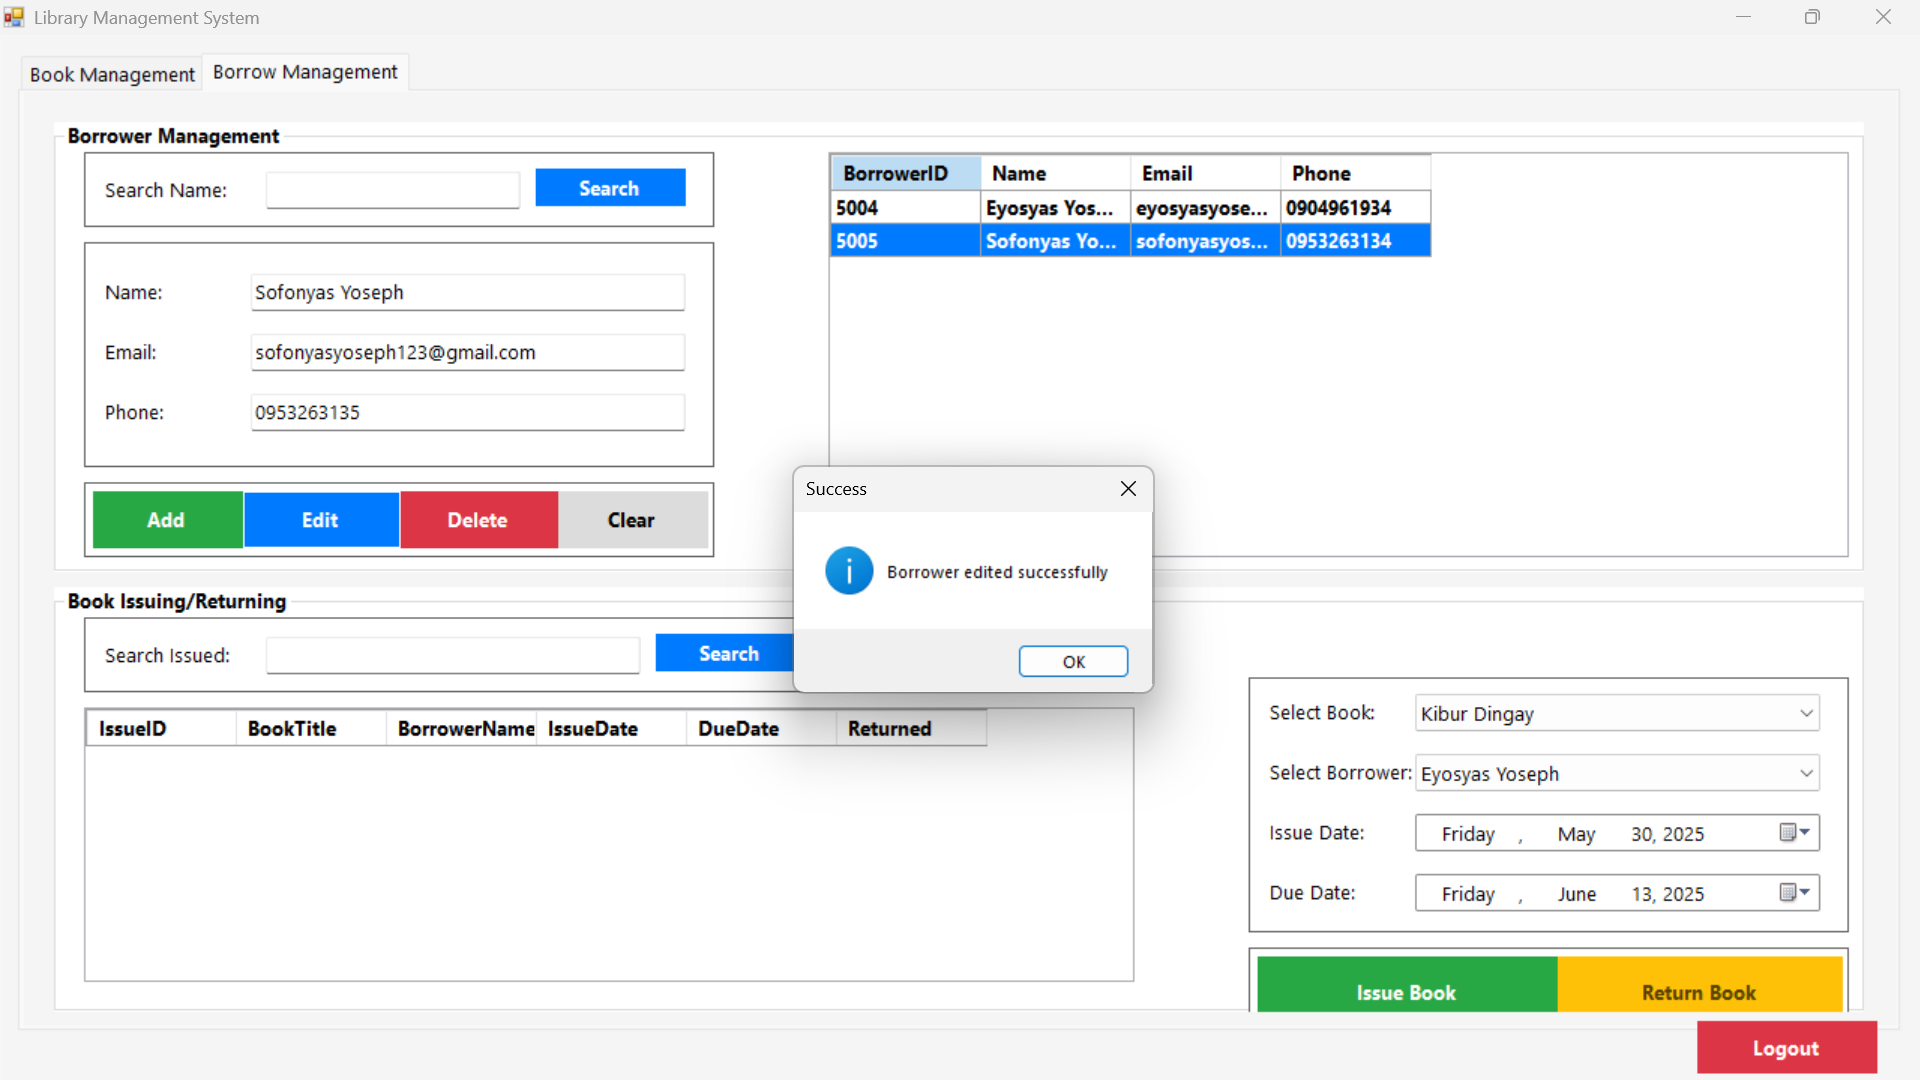 Library Management System
Book Management
Borrow Management
Borrower Management
Search Name:
Search
Name:
Sofonyas Yoseph
Email:
sofonyasyoseph123@gmail.com
Phone:
0953263135
Add
Edit
Delete
Clear
BorrowerID Name Email Phone
5004 Eyosyas Yos... eyosyasyose... 0904961934
5005 Sofonyas Yo... sofonyasyos... 0953263134
Success
Borrower edited successfully
OK
Book Issuing/Returning
Search Issued:
Search
IssueID BookTitle BorrowerName IssueDate DueDate Returned
Select Book: Kibur Dingay
Select Borrower: Eyosyas Yoseph
Issue Date: Friday , May 30, 2025
Due Date: Friday , June 13, 2025
Issue Book
Return Book
Logout